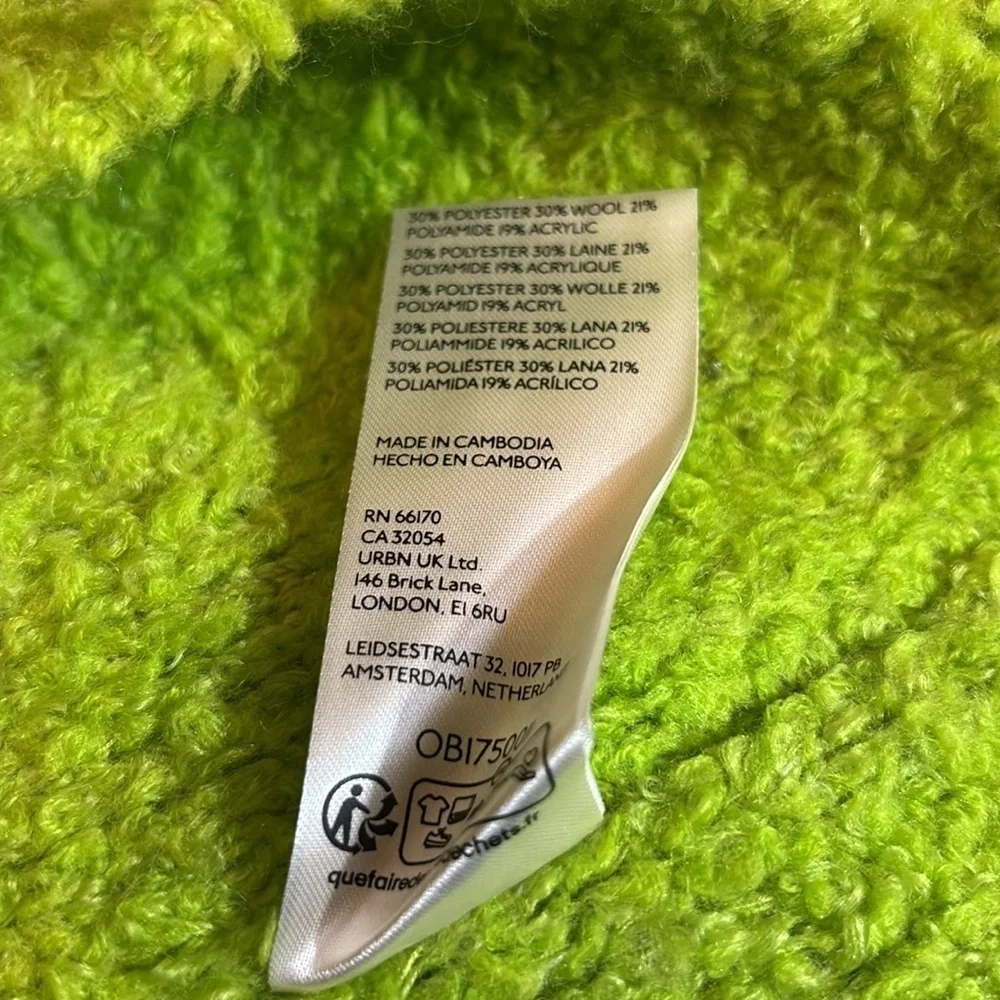 30% POLYESTER 30% WOOL 21%
POLYAMIDE 19% ACRYLIC
30% POLYESTER 30% LAINE 21%
POLYAMIDE 19% ACRYLIQUE
30% POLYESTER 30% WOLLE 21%
POLYAMID 19% ACRYL
30% POLIESTERE 30% LANA 21%
POLIAMMIDE 19% ACRILICO
30% POLIÉSTER 30% LANA 21%
POLIAMIDA 19% ACRÍLICO
MADE IN CAMBODIA
HECHO EN CAMBOYA
RN 66170
CA 32054
URBN UK Ltd.
146 Brick Lane,
LONDON, E1 6RU
LEIDSESTRAAT 32, 1017 PB
AMSTERDAM,